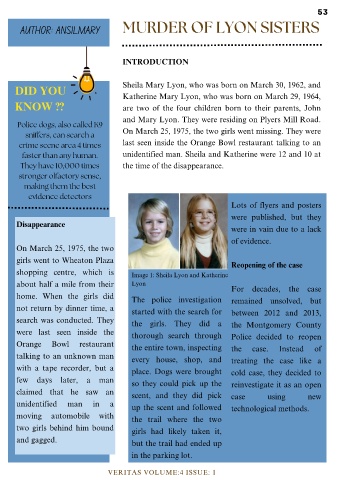 53
AUTHOR: ANSILMARY
MURDER OF LYON SISTERS
DID YOU
KNOW ??
Police dogs, also called K9
sniffers, can search a
crime scene area 4 times
faster than any human.
They have 10,000 times
stronger olfactory sense,
making them the best
evidence detectors
INTRODUCTION
Sheila Mary Lyon, who was born on March 30, 1962, and
Katherine Mary Lyon, who was born on March 29, 1964,
are two of the four children born to their parents, John
and Mary Lyon. They were residing on Plyers Mill Road.
On March 25, 1975, the two girls went missing. They were
last seen inside the Orange Bowl restaurant talking to an
unidentified man. Sheila and Katherine were 12 and 10 at
the time of the disappearance.
Disappearance
On March 25, 1975, the two
girls went to Wheaton Plaza
shopping centre, which is
about half a mile from their
home. When the girls did
not return by dinner time, a
search was conducted. They
were last seen inside the
Orange Bowl restaurant
talking to an unknown man
with a tape recorder, but a
few days later, a man
claimed that he saw an
unidentified man in a
moving automobile with
two girls behind him bound
and gagged.
Image 1. Sheila Lyon and Katherine
Lyon
The police investigation
started with the search for
the girls. They did a
thorough search through
the entire town, inspecting
every house, shop, and
place. Dogs were brought
so they could pick up the
scent, and they did pick
up the scent and followed
the trail where the two
girls had likely taken it,
but the trail had ended up
in the parking lot.
Lots of flyers and posters
were published, but they
were in vain due to a lack
of evidence.
Reopening of the case
For decades, the case
remained unsolved, but
between 2012 and 2013,
the Montgomery County
Police decided to reopen
the case. Instead of
treating the case like a
cold case, they decided to
reinvestigate it as an open
case using new
technological methods.
VERITAS VOLUME:4 ISSUE: 1